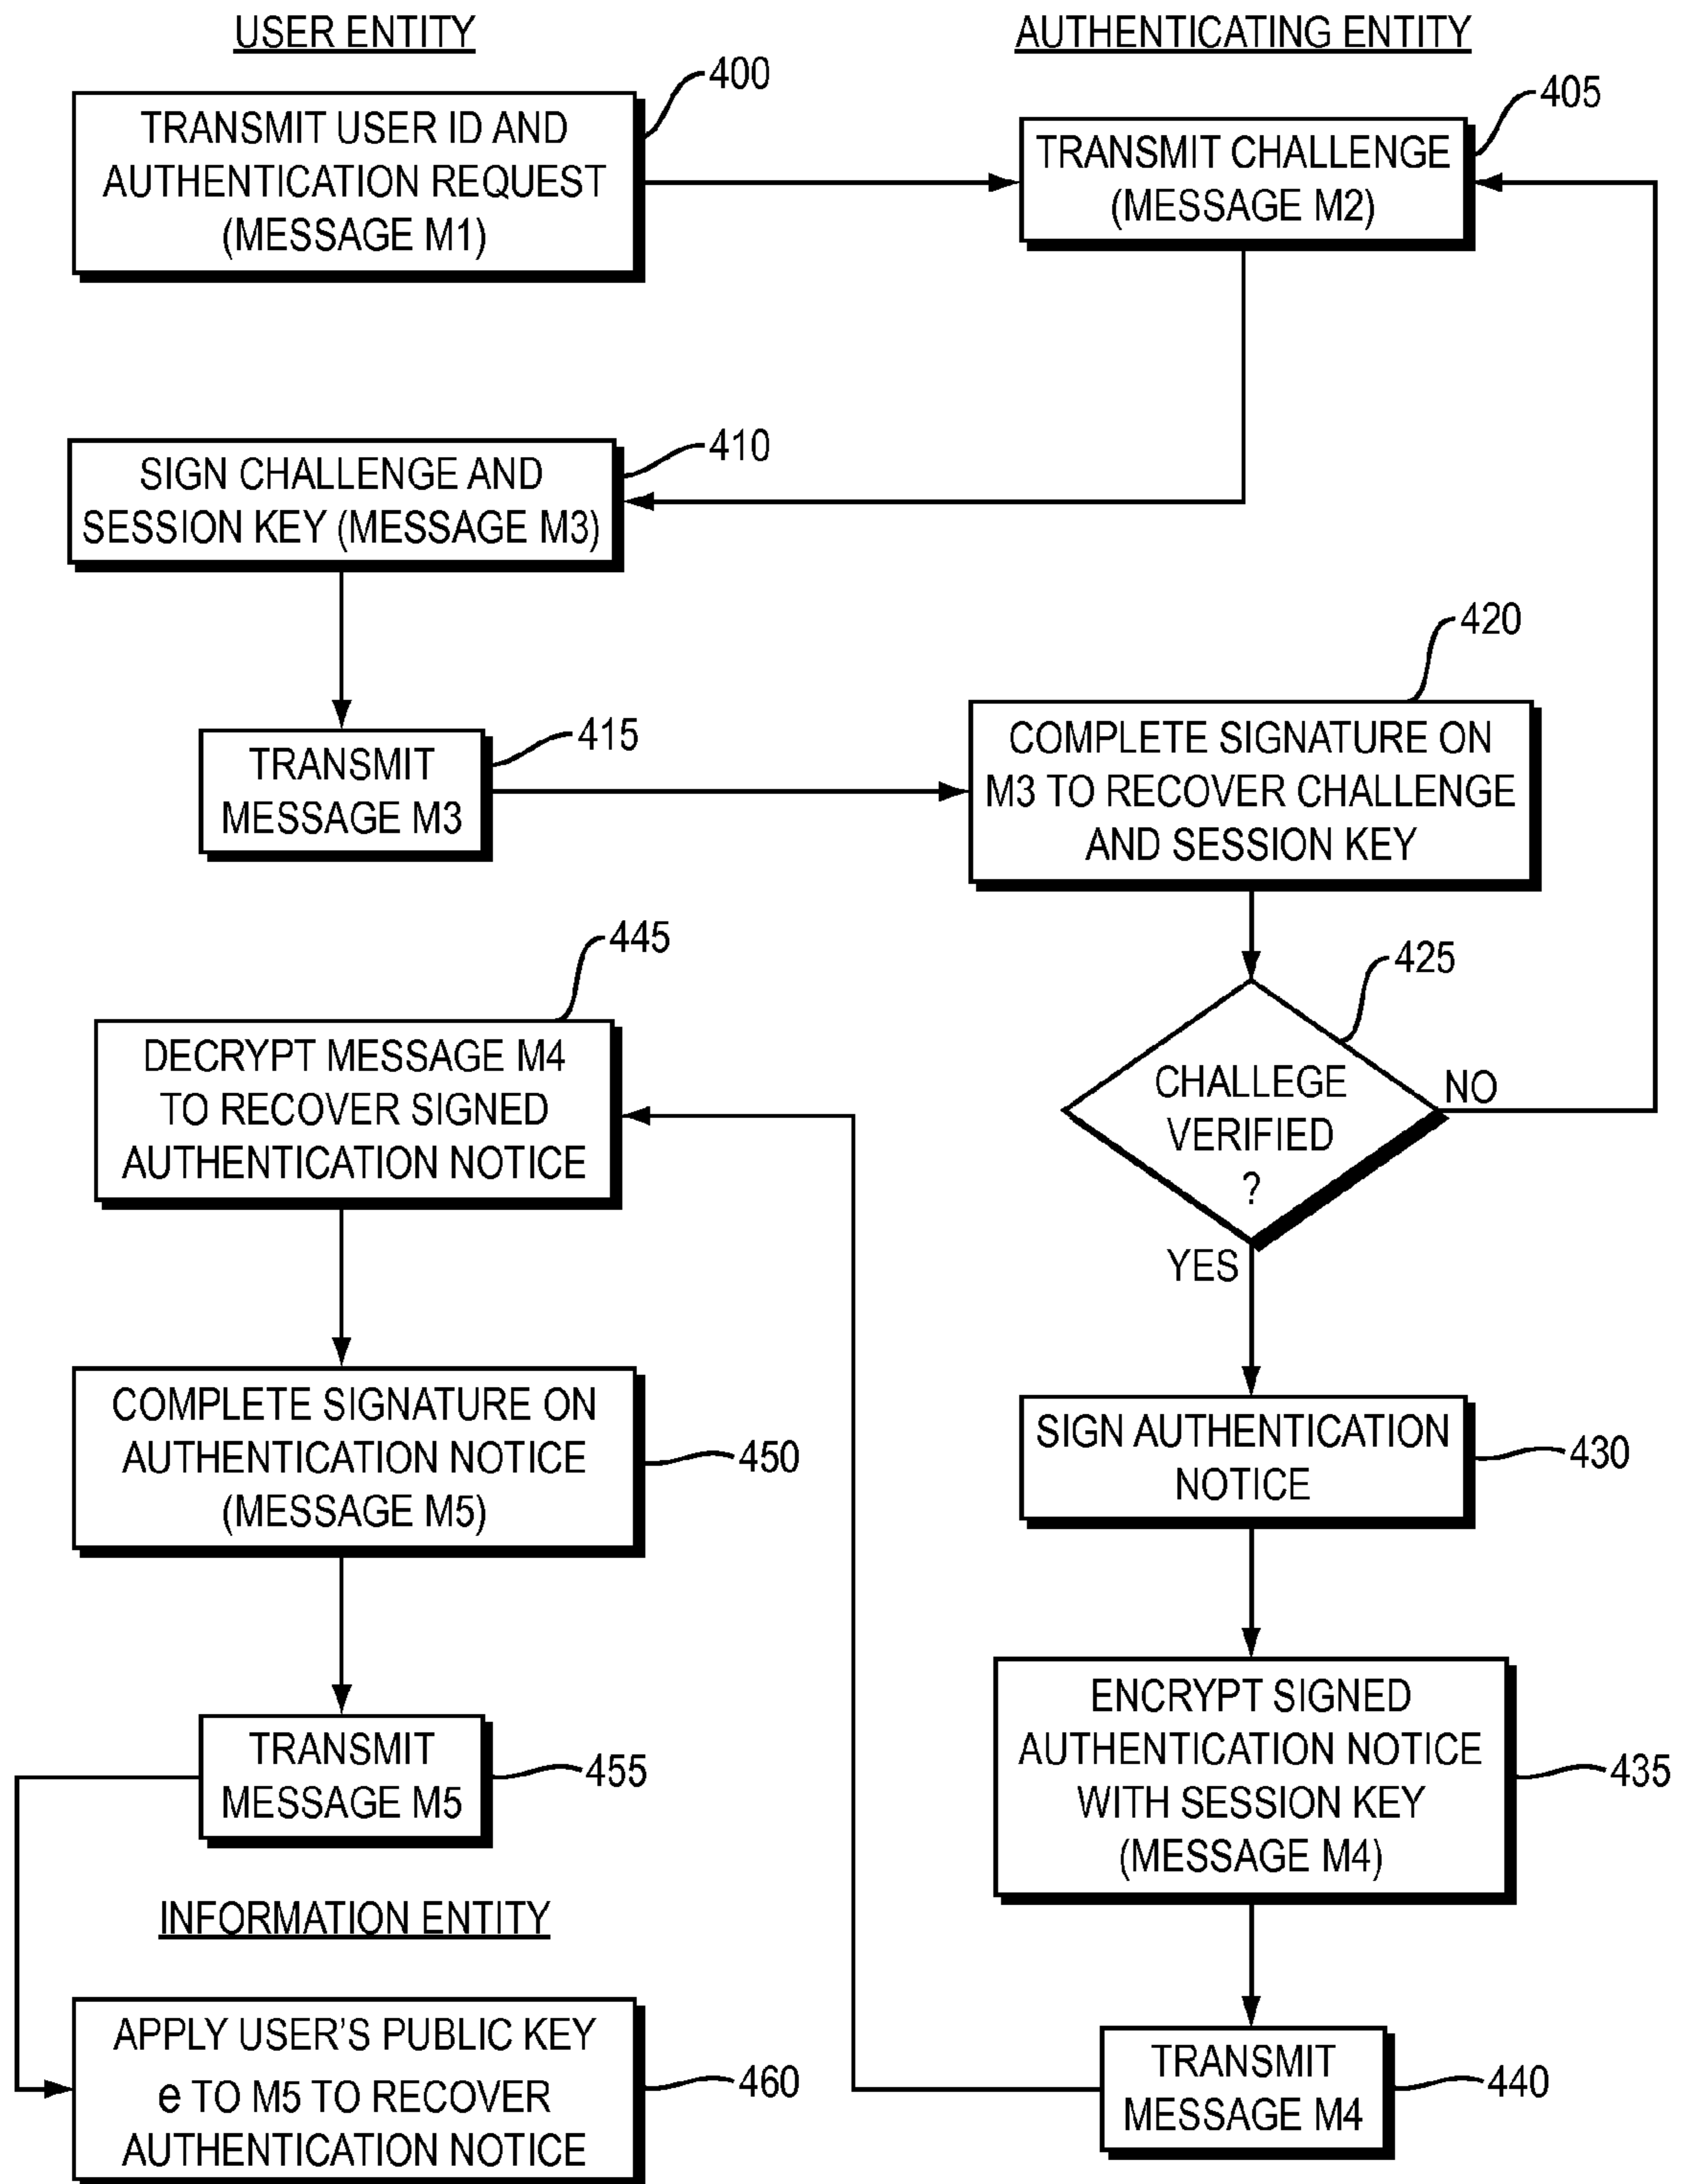 USER ENTITY
AUTHENTICATING ENTITY
400
TRANSMIT USER ID AND
AUTHENTICATION REQUEST
(MESSAGE M1)
405
TRANSMIT CHALLENGE
(MESSAGE M2)
410
SIGN CHALLENGE AND
SESSION KEY (MESSAGE M3)
415
TRANSMIT
MESSAGE M3
420
COMPLETE SIGNATURE ON
M3 TO RECOVER CHALLENGE
AND SESSION KEY
425
CHALLEGE
VERIFIED
?
NO
YES
430
SIGN AUTHENTICATION
NOTICE
435
ENCRYPT SIGNED
AUTHENTICATION NOTICE
WITH SESSION KEY
(MESSAGE M4)
440
TRANSMIT
MESSAGE M4
445
DECRYPT MESSAGE M4
TO RECOVER SIGNED
AUTHENTICATION NOTICE
450
COMPLETE SIGNATURE ON
AUTHENTICATION NOTICE
(MESSAGE M5)
455
TRANSMIT
MESSAGE M5
INFORMATION ENTITY
460
APPLY USER'S PUBLIC KEY
e TO M5 TO RECOVER
AUTHENTICATION NOTICE